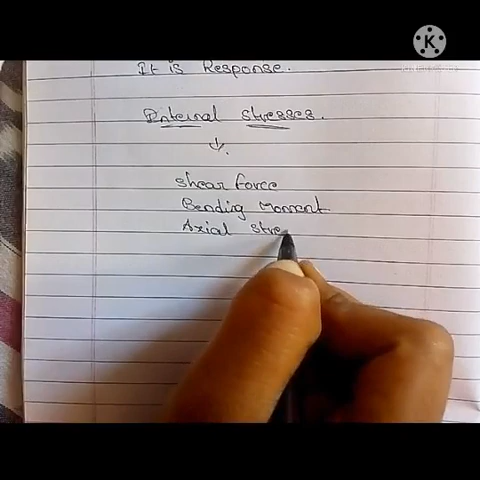 It is Response.
Internal stresses.
shear force
Bending Moment
Axial stre